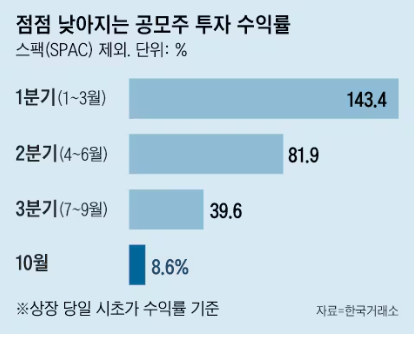 점점 낮아지는 공모주 투자 수익률
스팩(SPAC) 제외. 단위: %
1분기(1~3월) 143.4
2분기(4~6월) 81.9
3분기(7~9월) 39.6
10월 8.6%
※상장 당일 시초가 수익률 기준
자료=한국거래소